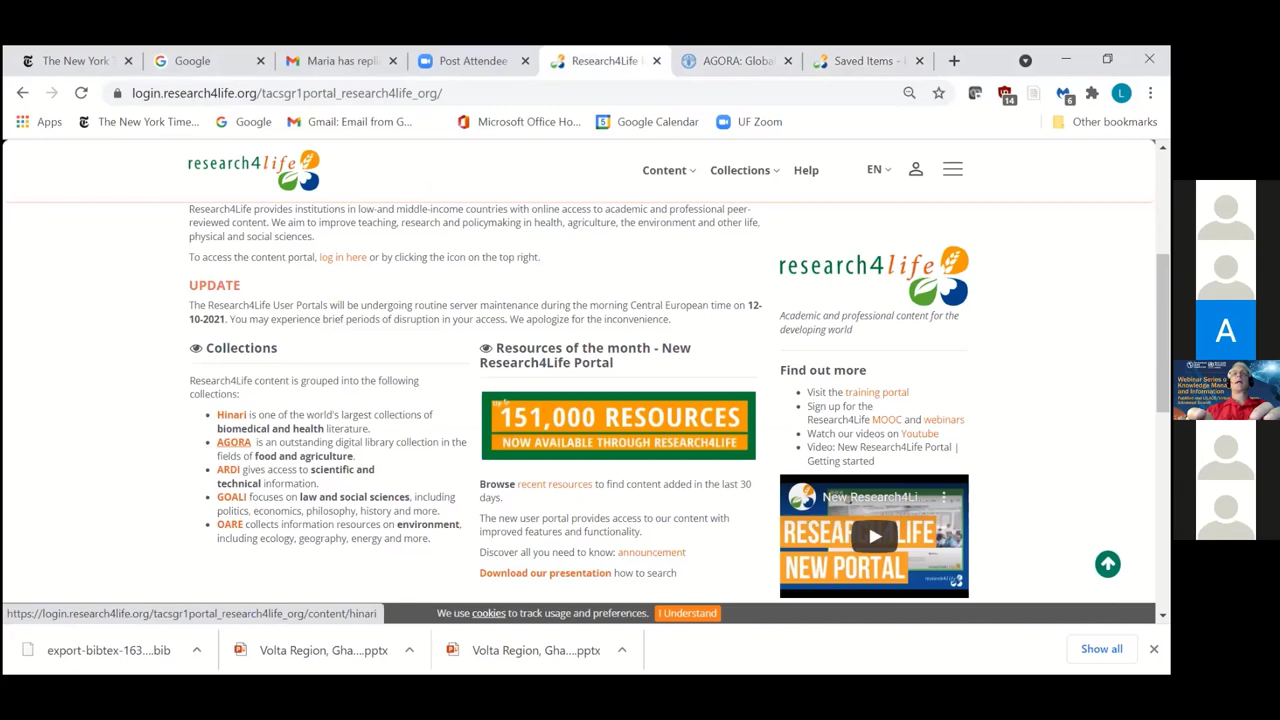 The New York T
Google
Maria has repli
Post Attendee
Research4Life
AGORA: Global
Saved Items -
login.research4life.org/tacsgr1portal_research4life_org/
14
6
L
Apps
The New York Time...
Google
Gmail: Email from G...
Microsoft Office Ho...
5
Google Calendar
UF Zoom
Other bookmarks
research4life
Content
Collections
Help
EN
Research4Life provides institutions in low-and middle-income countries with online access to academic and professional peer-
reviewed content. We aim to improve teaching, research and policymaking in health, agriculture, the environment and other life,
physical and social sciences.
To access the content portal, log in here or by clicking the icon on the top right.
UPDATE
The Research4Life User Portals will be undergoing routine server maintenance during the morning Central European time on 12-
10-2021. You may experience brief periods of disruption in your access. We apologize for the inconvenience.
Collections
Research4Life content is grouped into the following
collections:
Hinari is one of the world's largest collections of
biomedical and health literature.
AGORA is an outstanding digital library collection in the
fields of food and agriculture.
ARDI gives access to scientific and
technical information.
GOALI focuses on law and social sciences, including
politics, economics, philosophy, history and more.
OARE collects information resources on environment,
including ecology, geography, energy and more.
Resources of the month - New
Research4Life Portal
up to
151,000 RESOURCES
NOW AVAILABLE THROUGH RESEARCH4LIFE
Browse recent resources to find content added in the last 30
days.
The new user portal provides access to our content with
improved features and functionality.
Discover all you need to know: announcement
Download our presentation how to search
research4life
Academic and professional content for the
developing world
Find out more
Visit the training portal
Sign up for the
Research4Life MOOC and webinars
Watch our videos on Youtube
Video: New Research4Life Portal |
Getting started
New Research4Li...
RESEARCH4LIFE
NEW PORTAL
research4life
https://login.research4life.org/tacsgr1portal_research4life_org/content/hinari
We use cookies to track usage and preferences. I Understand
export-bibtex-163....bib
Volta Region, Gha....pptx
Volta Region, Gha....pptx
Show all
A
Webinar Series o
Knowledge Mana
and Information